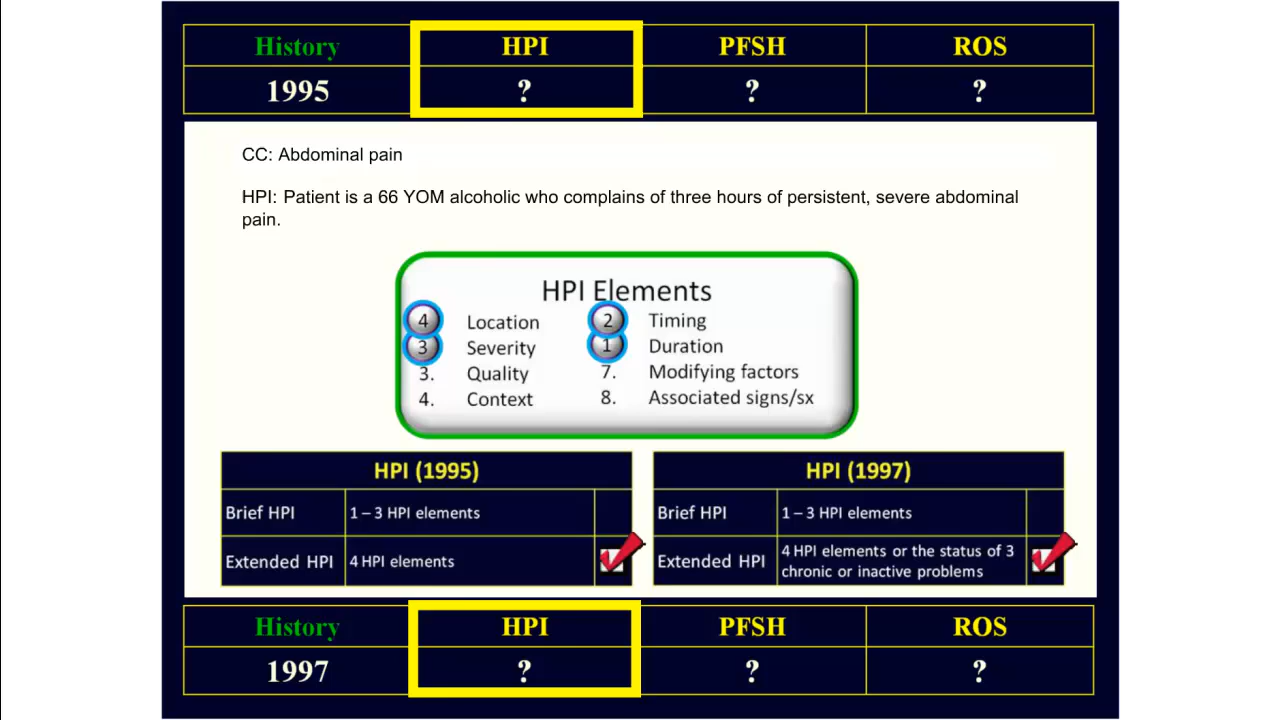 History HPI PFSH ROS
1995 ? ? ?
CC: Abdominal pain
HPI: Patient is a 66 YOM alcoholic who complains of three hours of persistent, severe abdominal
pain.
HPI Elements
4 Location 2 Timing
3 Severity 1 Duration
3. Quality 7. Modifying factors
4. Context 8. Associated signs/sx
HPI (1995)
Brief HPI 1 – 3 HPI elements
Extended HPI 4 HPI elements
HPI (1997)
Brief HPI 1 – 3 HPI elements
Extended HPI 4 HPI elements or the status of 3
chronic or inactive problems
History HPI PFSH ROS
1997 ? ? ?